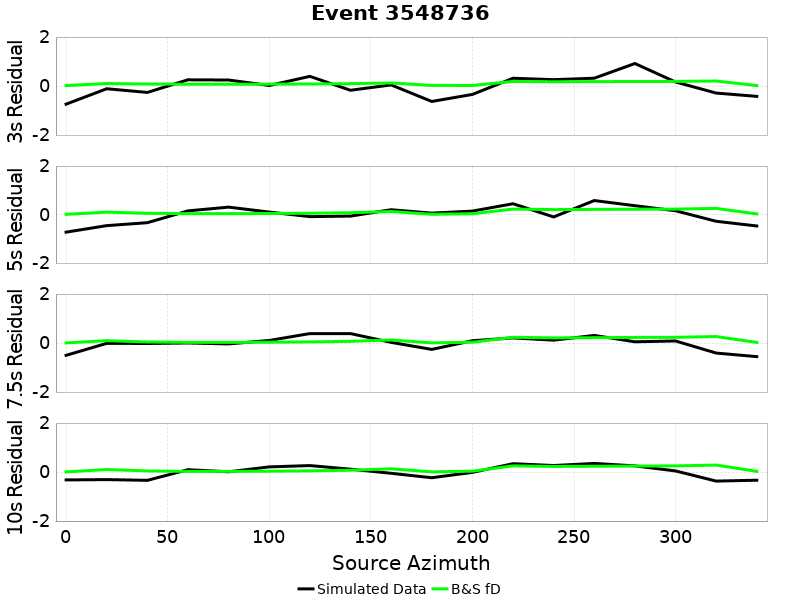 Event 3548736
3s Residual
2
0
-2
5s Residual
2
0
-2
7.5s Residual
2
0
-2
10s Residual
2
0
-2
0 50 100 150 200 250 300
Source Azimuth
Simulated Data B&S fD